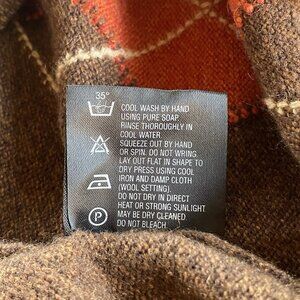 35°
COOL WASH BY HAND
USING PURE SOAP.
RINSE THOROUGHLY IN
COOL WATER.
SQUEEZE OUT BY HAND
OR SPIN. DO NOT WRING.
LAY OUT FLAT IN SHAPE TO
DRY PRESS USING COOL
IRON AND DAMP CLOTH
(WOOL SETTING).
DO NOT DRY IN DIRECT
HEAT OR STRONG SUNLIGHT.
MAY BE DRY CLEANED
DO NOT BLEACH.
P